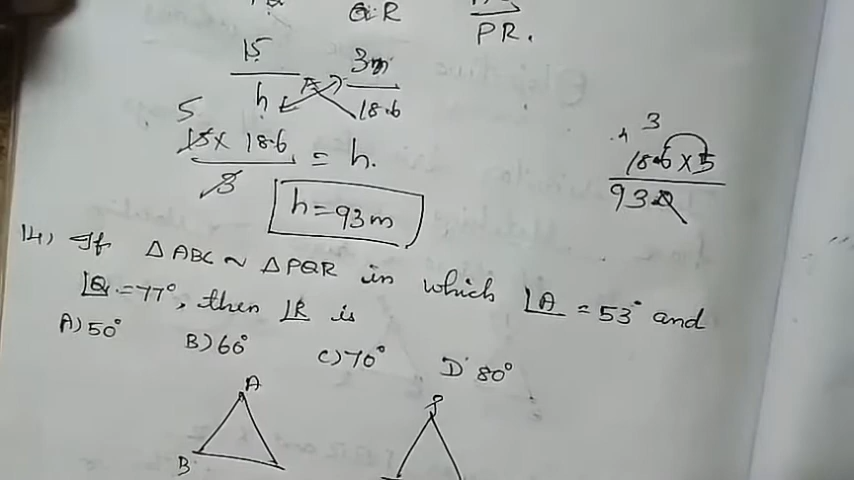 QR
PR.
15 3m
h 18.6
5
15 x 18.6 = h.
3
h = 93m
3
18.6 x 5
93.0
14) If △ABC ~ △PQR in which ∠A = 53° and
∠Q = 77°, then ∠R is
A) 50° B) 60° C) 70° D 80°
A P
B